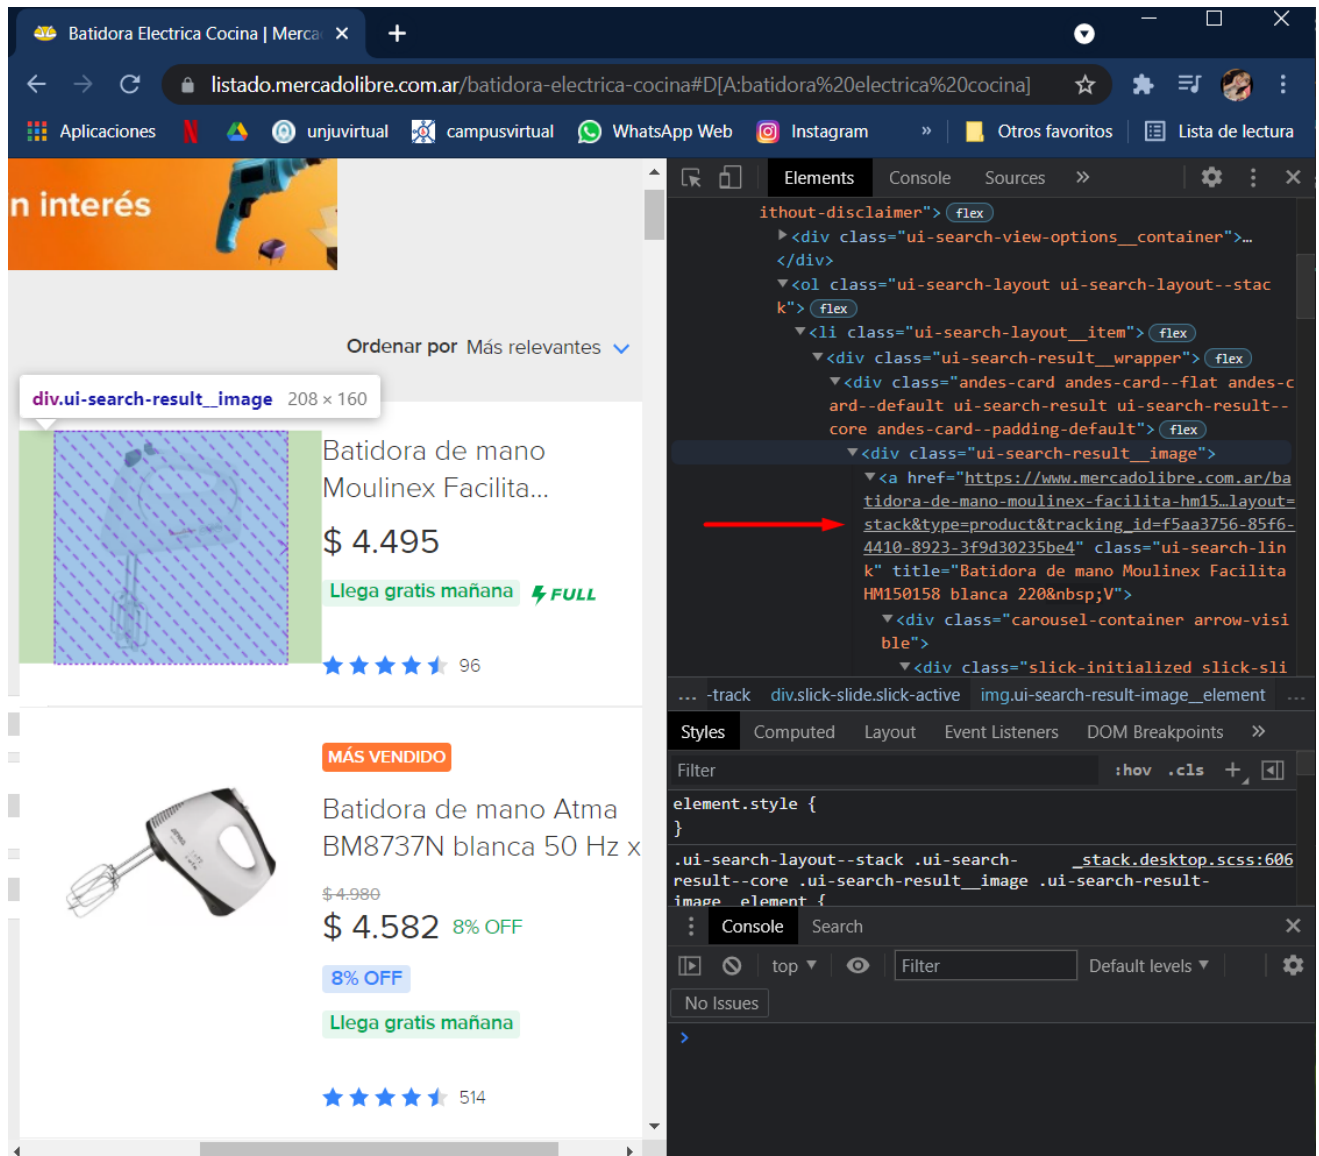 Batidora Electrica Cocina | Merca
listado.mercadolibre.com.ar/batidora-electrica-cocina#D[A:batidora%20electrica%20cocina]
Aplicaciones unjuvirtual campusvirtual WhatsApp Web Instagram » Otros favoritos Lista de lectura
n interés
Ordenar por Más relevantes
div.ui-search-result__image 208 × 160
Batidora de mano
Moulinex Facilita...
$ 4.495
Llega gratis mañana FULL
96
MÁS VENDIDO
Batidora de mano Atma
BM8737N blanca 50 Hz x
$ 4.980
$ 4.582 8% OFF
8% OFF
Llega gratis mañana
514
Elements Console Sources »
ithout-disclaimer"> flex
<div class="ui-search-view-options__container">…
</div>
<ol class="ui-search-layout ui-search-layout--stac
k"> flex
<li class="ui-search-layout__item"> flex
<div class="ui-search-result__wrapper"> flex
<div class="andes-card andes-card--flat andes-c
ard--default ui-search-result ui-search-result--
core andes-card--padding-default"> flex
<div class="ui-search-result__image">
<a href="https://www.mercadolibre.com.ar/ba
tidora-de-mano-moulinex-facilita-hm15…layout=
stack&type=product&tracking_id=f5aa3756-85f6-
4410-8923-3f9d30235be4" class="ui-search-lin
k" title="Batidora de mano Moulinex Facilita
HM150158 blanca 220&nbsp;V">
<div class="carousel-container arrow-visi
ble">
<div class="slick-initialized slick-sli
... -track div.slick-slide.slick-active img.ui-search-result-image__element ...
Styles Computed Layout Event Listeners DOM Breakpoints »
Filter :hov .cls +
element.style {
}
.ui-search-layout--stack .ui-search- _stack.desktop.scss:606
result--core .ui-search-result__image .ui-search-result-
image__element {
Console Search
top Filter Default levels
No Issues